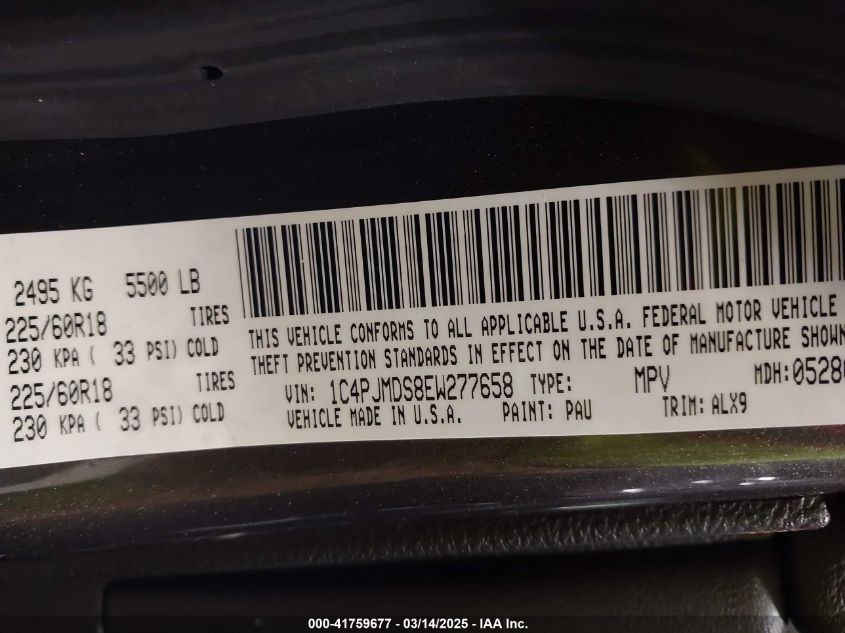 2495 KG 5500 LB
225/60R18 TIRES
230 KPA ( 33 PSI) COLD
225/60R18 TIRES
230 KPA ( 33 PSI) COLD
THIS VEHICLE CONFORMS TO ALL APPLICABLE U.S.A. FEDERAL MOTOR VEHICLE
THEFT PREVENTION STANDARDS IN EFFECT ON THE DATE OF MANUFACTURE SHOWN
VIN: 1C4PJMDS8EW277658 TYPE: MPV MDH: 0528
VEHICLE MADE IN U.S.A. PAINT: PAU TRIM: ALX9
000-41759677 - 03/14/2025 - IAA Inc.